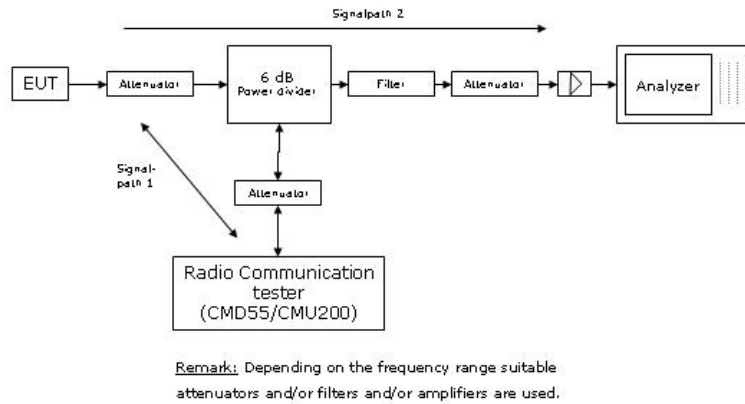 Signalpath 2
EUT
Attenuator
6 dB
Power divider
Filter
Attenuator
Analyzer
Signal-
path 1
Attenuator
Radio Communication
tester
(CMD55/CMU200)
Remark: Depending on the frequency range suitable
attenuators and/or filters and/or amplifiers are used.